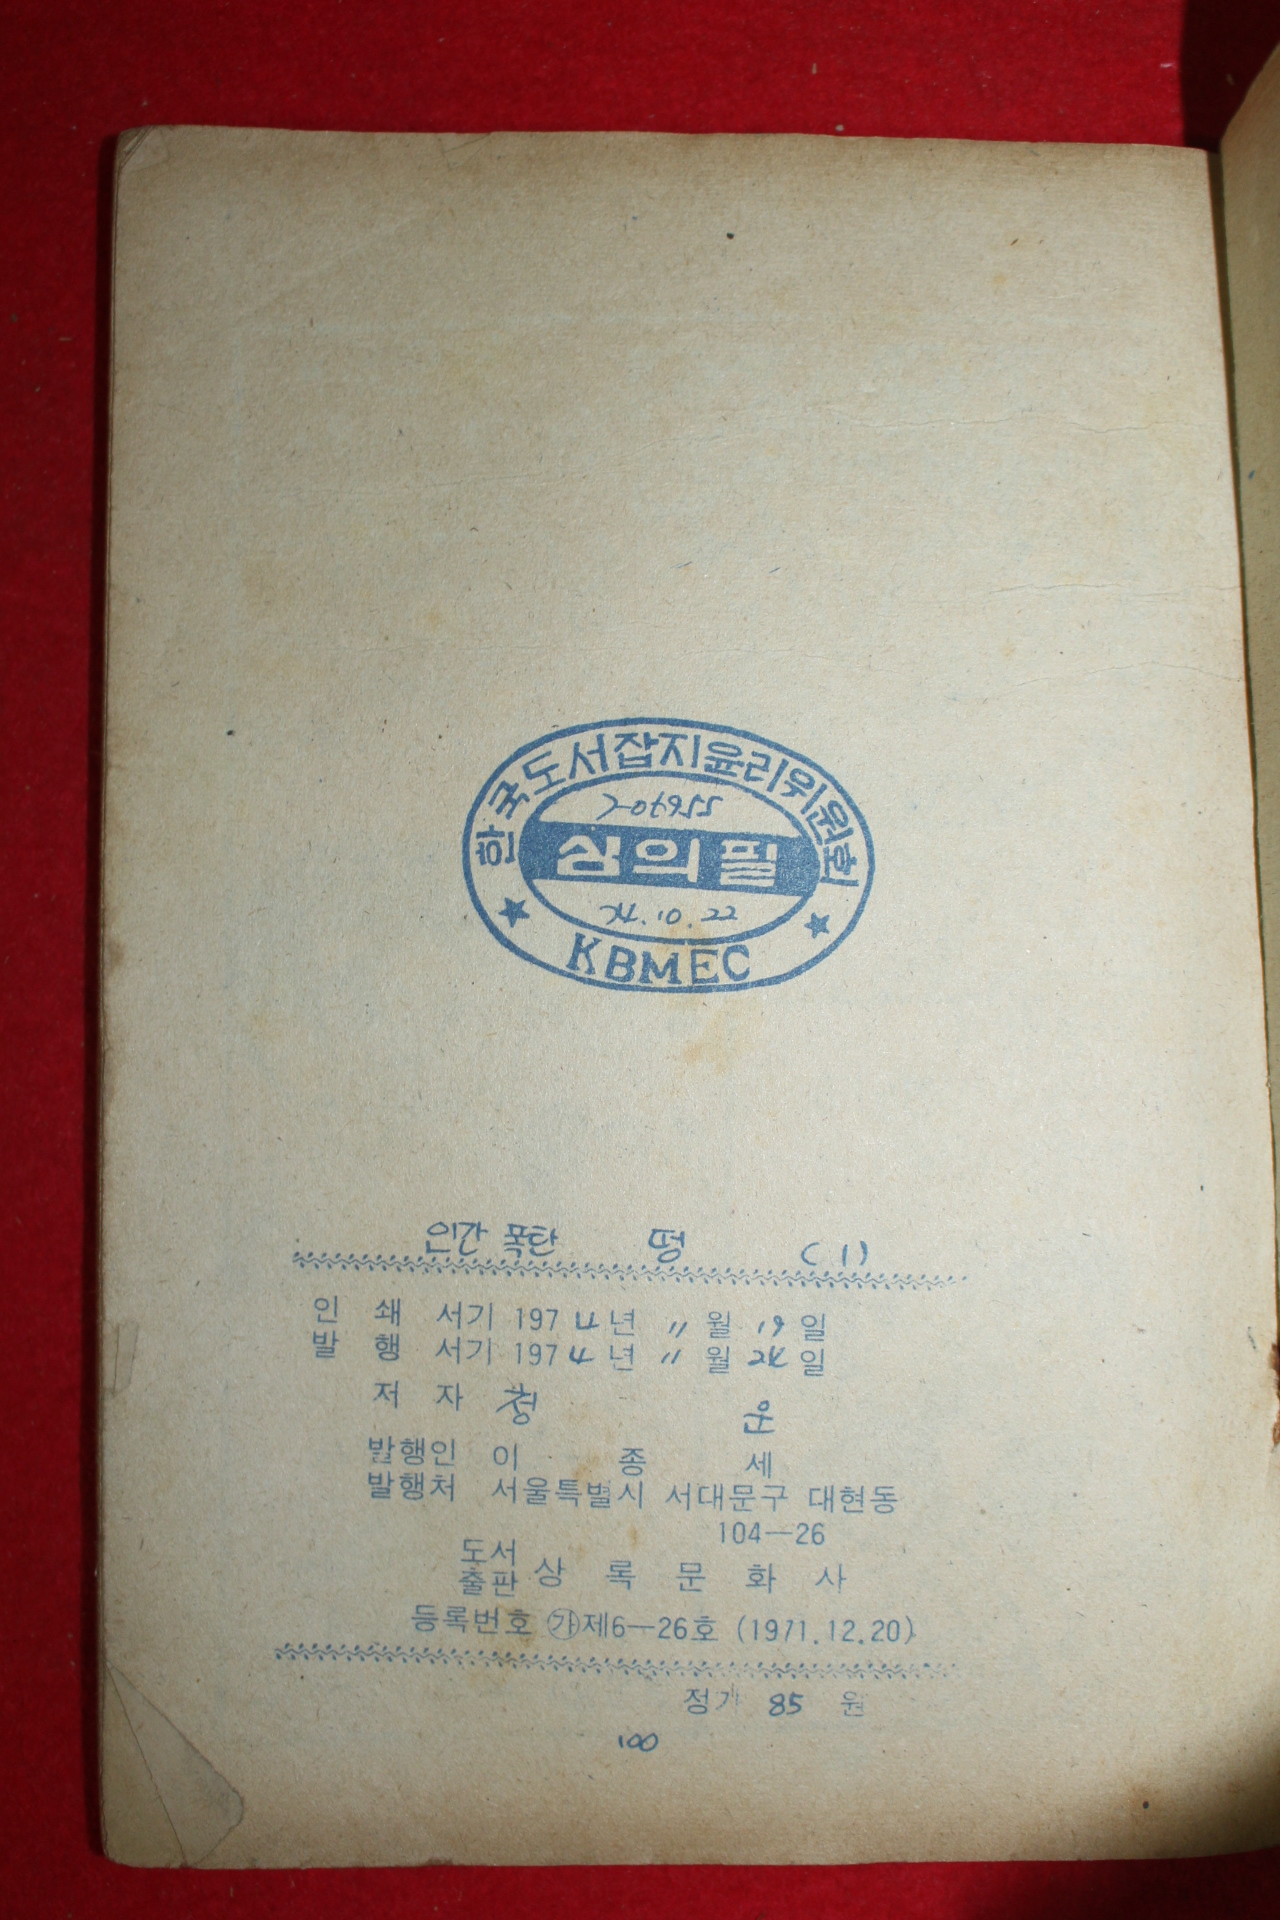 한국도서잡지윤리위원회
심의필
74.10.22
KBMEC
인간 폭탄 떵 (1)
인 쇄 서기 1974년 11월 19일
발 행 서기 1974년 11월 24일
저 자 청 운
발행인 이 종 세
발행처 서울특별시 서대문구 대현동
104—26
도서출판 상 록 문 화 사
등록번호 ㉮제6—26호 (1971.12.20)
정가 85 원
100